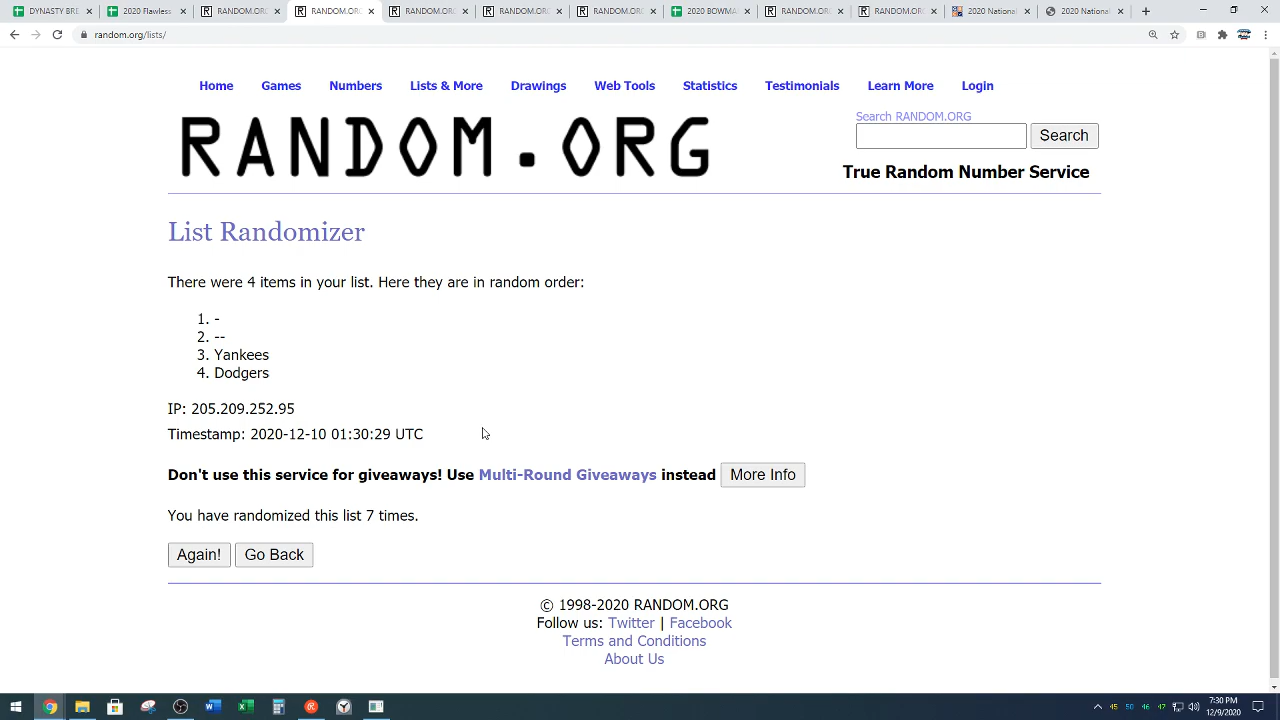 DYNASTY BRE
2020 Flawless
RANDOM.ORG
RANDOM.ORG
RANDOM.ORG
RANDOM.ORG
RANDOM.ORG
2020 BOWMA
RANDOM.ORG
RANDOM.ORG
2020 National
2020 National
random.org/lists/
Home Games Numbers Lists & More Drawings Web Tools Statistics Testimonials Learn More Login
RANDOM.ORG
Search RANDOM.ORG
Search
True Random Number Service
List Randomizer
There were 4 items in your list. Here they are in random order:
1. -
2. --
3. Yankees
4. Dodgers
IP: 205.209.252.95
Timestamp: 2020-12-10 01:30:29 UTC
Don't use this service for giveaways! Use Multi-Round Giveaways instead More Info
You have randomized this list 7 times.
Again! Go Back
© 1998-2020 RANDOM.ORG
Follow us: Twitter | Facebook
Terms and Conditions
About Us
45 50 46 47
7:30 PM
12/9/2020